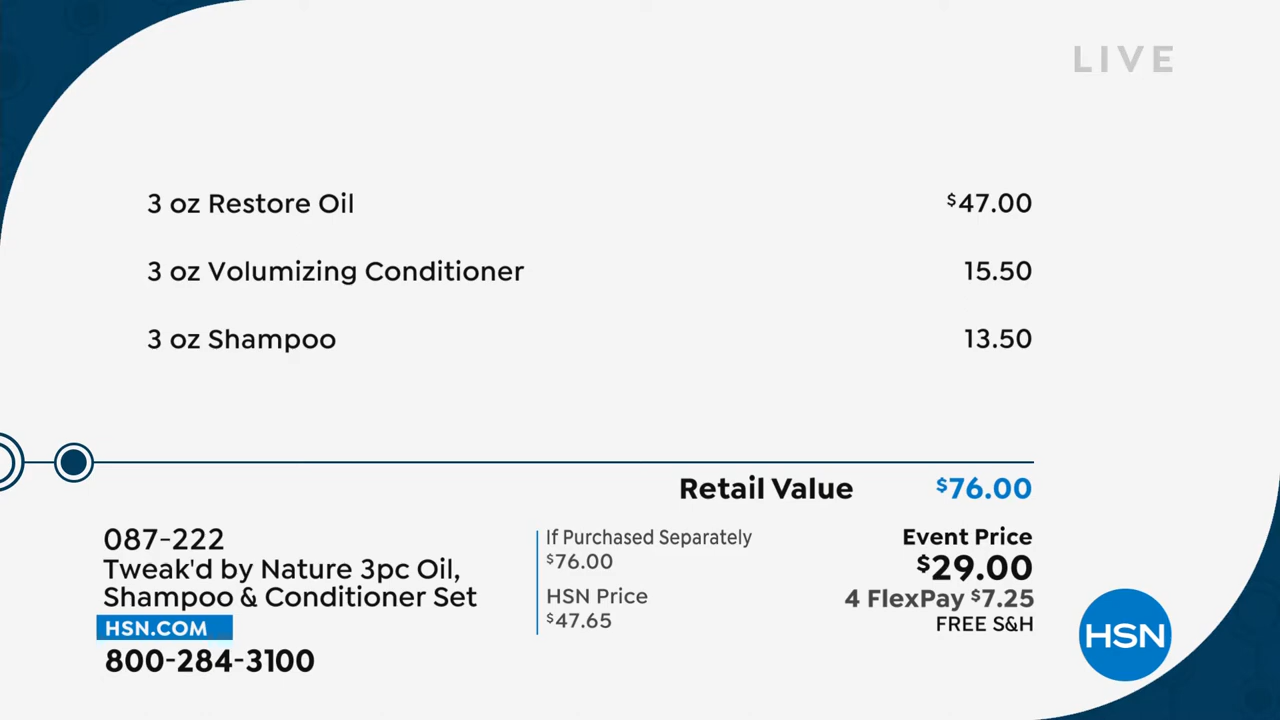 LIVE
3 oz Restore Oil $47.00
3 oz Volumizing Conditioner 15.50
3 oz Shampoo 13.50
Retail Value $76.00
087-222
Tweak'd by Nature 3pc Oil,
Shampoo & Conditioner Set
HSN.COM
800-284-3100
If Purchased Separately
$76.00
HSN Price
$47.65
Event Price
$29.00
4 FlexPay $7.25
FREE S&H
HSN